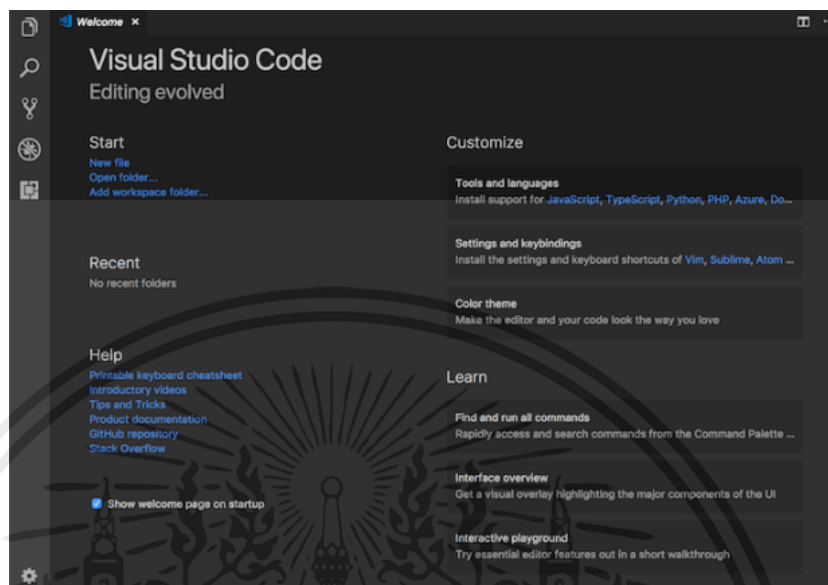 Welcome
Visual Studio Code
Editing evolved
Start
New file
Open folder...
Add workspace folder...
Recent
No recent folders
Help
Printable keyboard cheatsheet
Introductory videos
Tips and Tricks
Product documentation
GitHub repository
Stack Overflow
Show welcome page on startup
Customize
Tools and languages
Install support for JavaScript, TypeScript, Python, PHP, Azure, Do...
Settings and keybindings
Install the settings and keyboard shortcuts of Vim, Sublime, Atom ...
Color theme
Make the editor and your code look the way you love
Learn
Find and run all commands
Rapidly access and search commands from the Command Palette ...
Interface overview
Get a visual overlay highlighting the major components of the UI
Interactive playground
Try essential editor features out in a short walkthrough